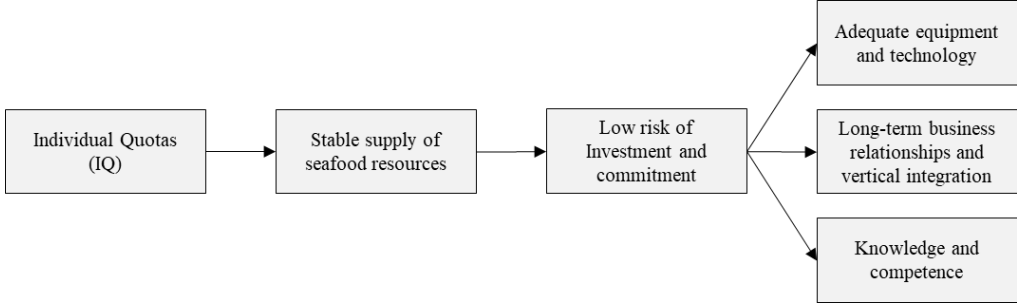 Individual Quotas
(IQ)
Stable supply of
seafood resources
Low risk of
Investment and
commitment
Adequate equipment
and technology
Long-term business
relationships and
vertical integration
Knowledge and
competence